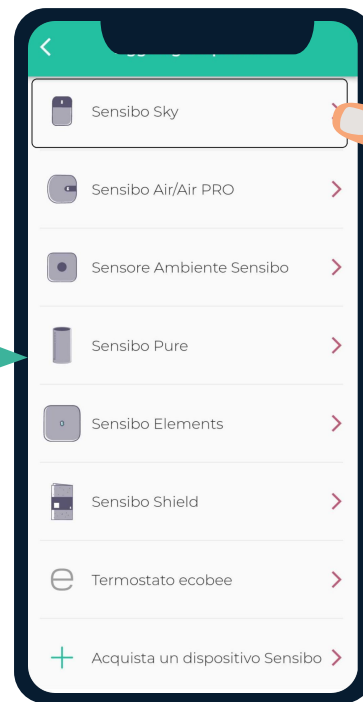 Sensibo Sky
Sensibo Air/Air PRO
Sensore Ambiente Sensibo
Sensibo Pure
Sensibo Elements
Sensibo Shield
Termostato ecobee
Acquista un dispositivo Sensibo